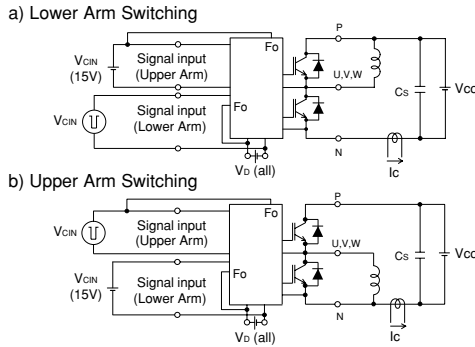 a) Lower Arm Switching
P
Fo
VCIN
(15V)
Signal input
(Upper Arm)
U,V,W
CS
VCC
VCIN
Signal input
(Lower Arm)
Fo
N
VD (all)
Ic
b) Upper Arm Switching
P
Fo
VCIN
Signal input
(Upper Arm)
U,V,W
CS
VCC
VCIN
(15V)
Signal input
(Lower Arm)
Fo
N
VD (all)
Ic